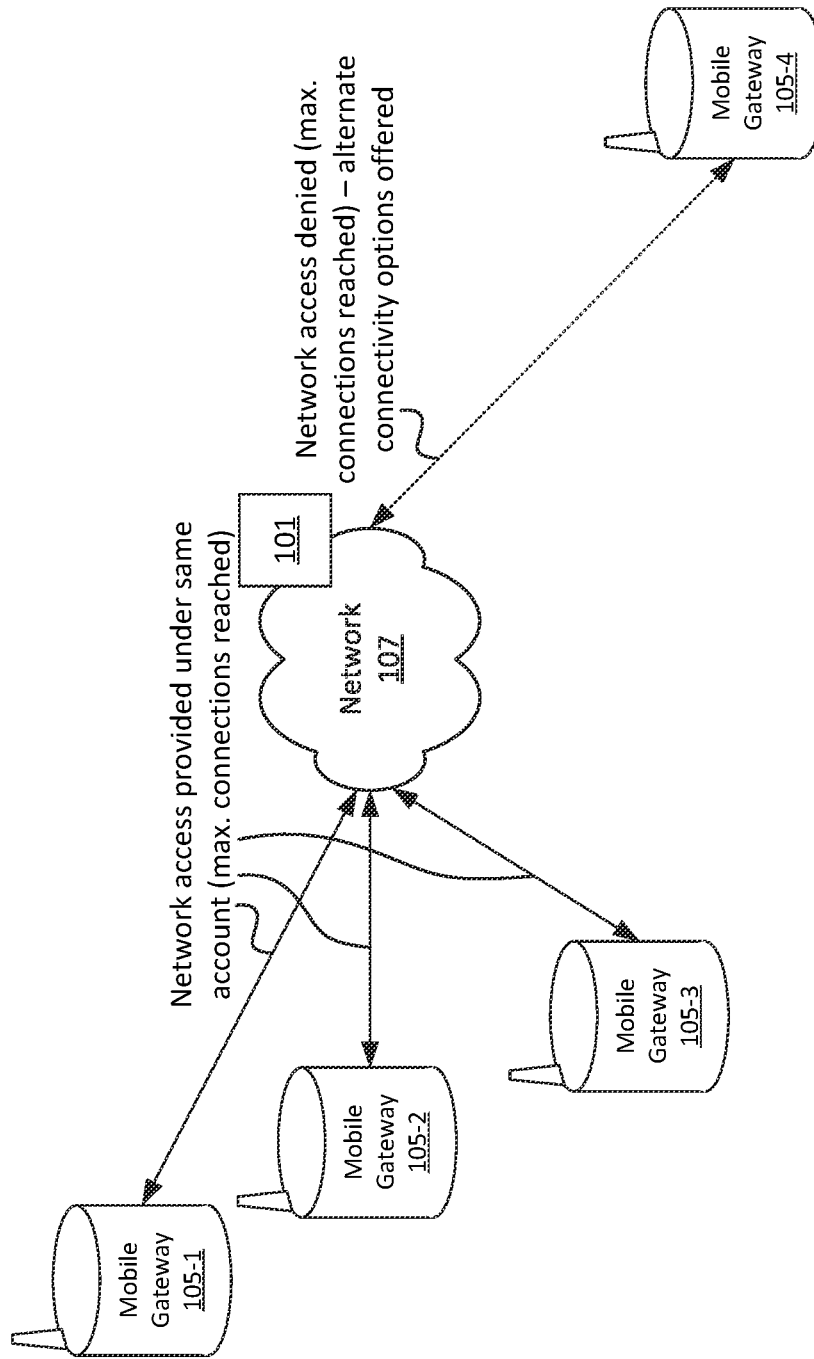 Network access provided under same
account (max. connections reached)
Network access denied (max.
connections reached) – alternate
connectivity options offered
101
Network
107
Mobile
Gateway
105-1
Mobile
Gateway
105-2
Mobile
Gateway
105-3
Mobile
Gateway
105-4